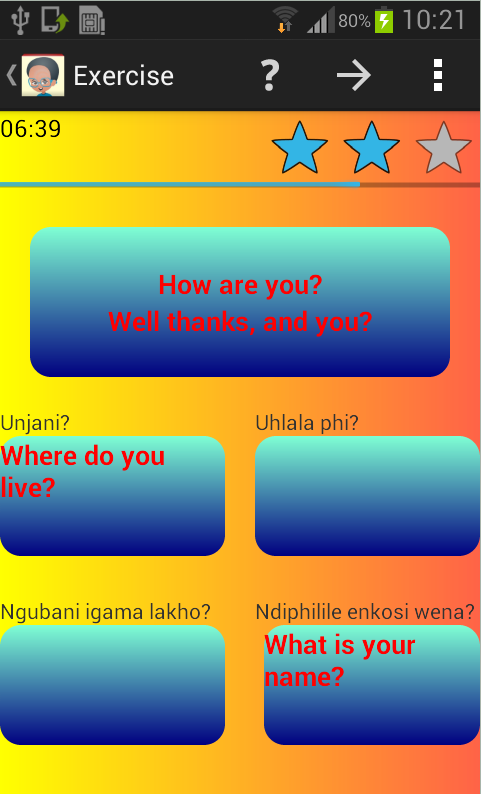 80% 10:21
Exercise ?
06:39
How are you?
Well thanks, and you?
Unjani? Uhlala phi?
Where do you
live?
Ngubani igama lakho? Ndiphilile enkosi wena?
What is your
name?